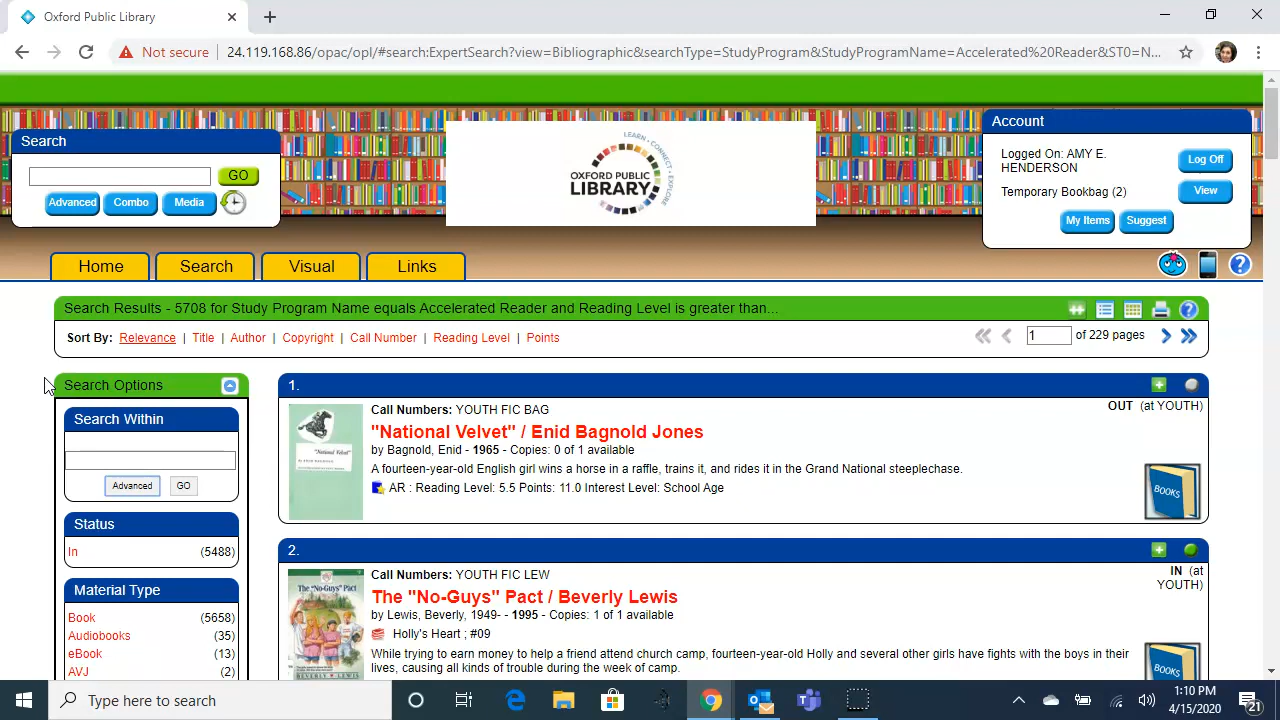 Oxford Public Library
Not secure
24.119.168.86/opac/opl/#search:ExpertSearch?view=Bibliographic&searchType=StudyProgram&StudyProgramName=Accelerated%20Reader&ST0=N...
Search
GO
Advanced
Combo
Media
LEARN · CONNECT · EXPLORE
OXFORD PUBLIC
LIBRARY
Account
Logged On: AMY E.
HENDERSON
Log Off
Temporary Bookbag (2)
View
My Items
Suggest
Home
Search
Visual
Links
Search Results - 5708 for Study Program Name equals Accelerated Reader and Reading Level is greater than...
Sort By: Relevance | Title | Author | Copyright | Call Number | Reading Level | Points
1 of 229 pages
Search Options
Search Within
Advanced
GO
Status
In (5488)
Material Type
Book (5658)
Audiobooks (35)
eBook (13)
AVJ (2)
1.
Call Numbers: YOUTH FIC BAG
OUT (at YOUTH)
"National Velvet" / Enid Bagnold Jones
by Bagnold, Enid - 1965 - Copies: 0 of 1 available
A fourteen-year-old English girl wins a horse in a raffle, trains it, and rides it in the Grand National steeplechase.
AR : Reading Level: 5.5 Points: 11.0 Interest Level: School Age
"National Velvet"
BOOKS
2.
Call Numbers: YOUTH FIC LEW
IN (at
YOUTH)
The "No-Guys" Pact / Beverly Lewis
by Lewis, Beverly, 1949- - 1995 - Copies: 1 of 1 available
Holly's Heart ; #09
While trying to earn money to help a friend attend church camp, fourteen-year-old Holly and several other girls have fights with the boys in their
lives, causing all kinds of trouble during the week of camp.
The "No-Guys" Pact
BEVERLY LEWIS
BOOKS
Type here to search
1:10 PM
4/15/2020
21